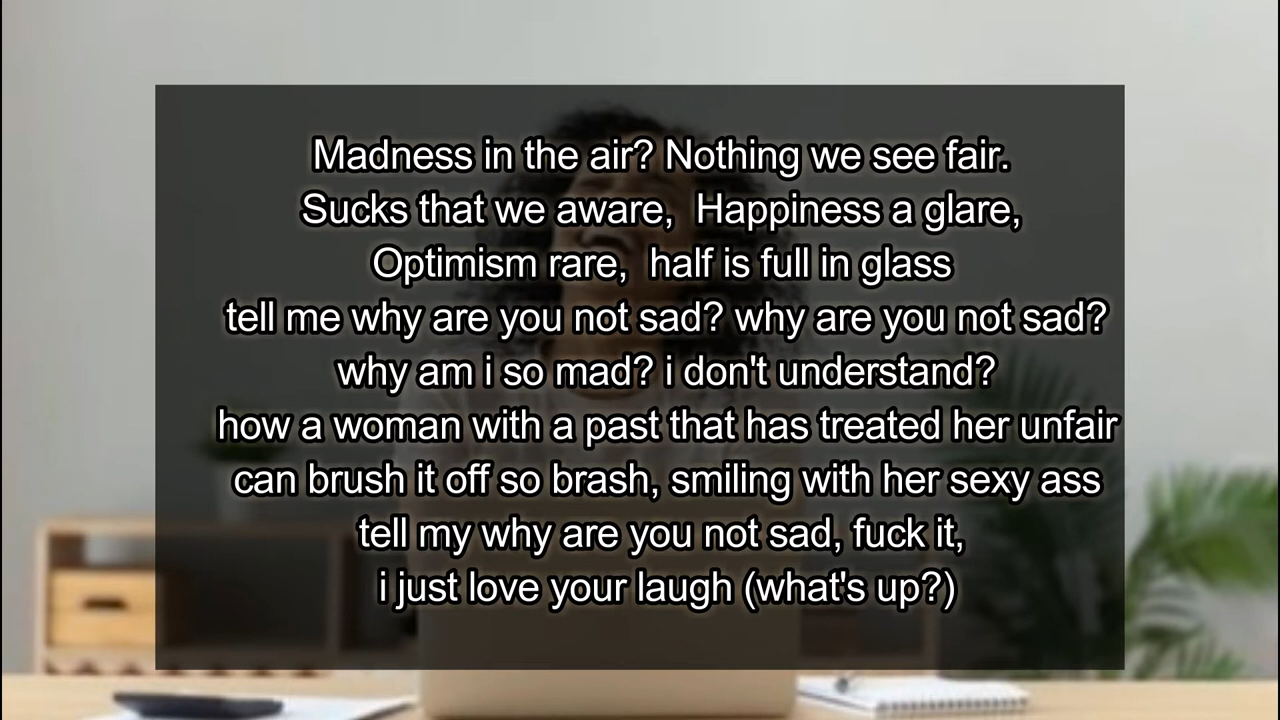 Madness in the air? Nothing we see fair.
Sucks that we aware,  Happiness a glare,
Optimism rare,  half is full in glass
tell me why are you not sad? why are you not sad?
why am i so mad? i don't understand?
how a woman with a past that has treated her unfair
can brush it off so brash, smiling with her sexy ass
tell my why are you not sad, fuck it,
i just love your laugh (what's up?)